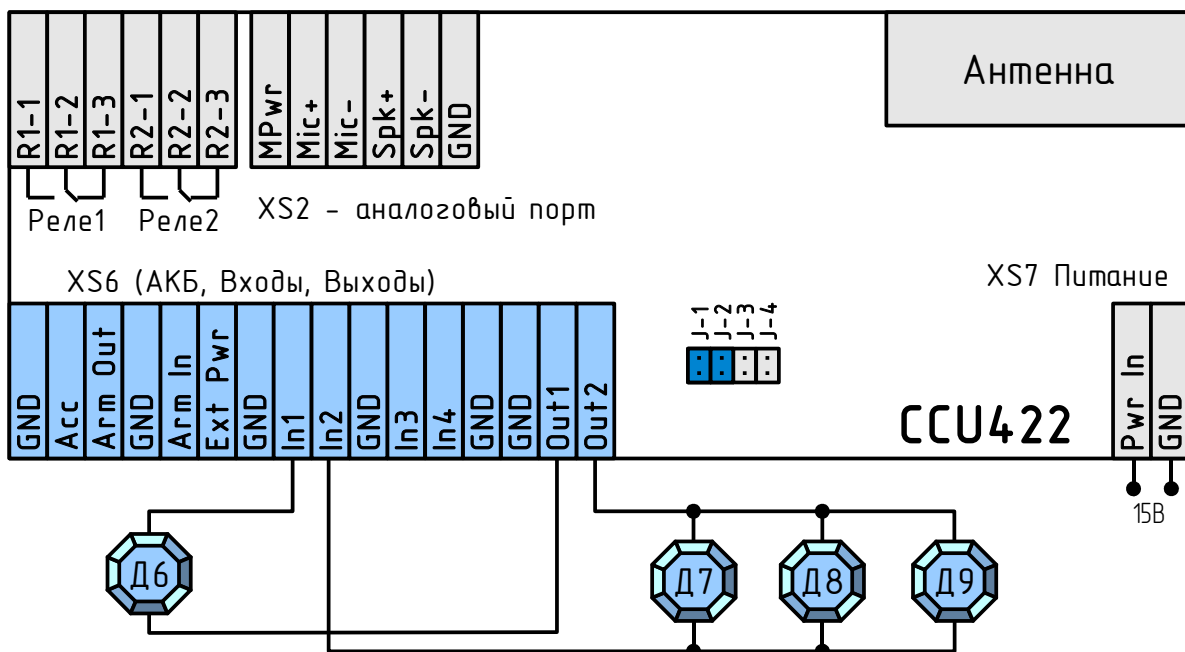 Антенна
R1-1
R1-2
R1-3
R2-1
R2-2
R2-3
MPwr
Mic+
Mic-
Spk+
Spk-
GND
Реле1
Реле2
XS2 - аналоговый порт
XS6 (АКБ, Входы, Выходы)
XS7 Питание
GND
Acc
Arm Out
GND
Arm In
Ext Pwr
GND
In1
In2
GND
In3
In4
GND
GND
Out1
Out2
J-1
J-2
J-3
J-4
CCU422
Pwr In
GND
15В
Д6
Д7
Д8
Д9